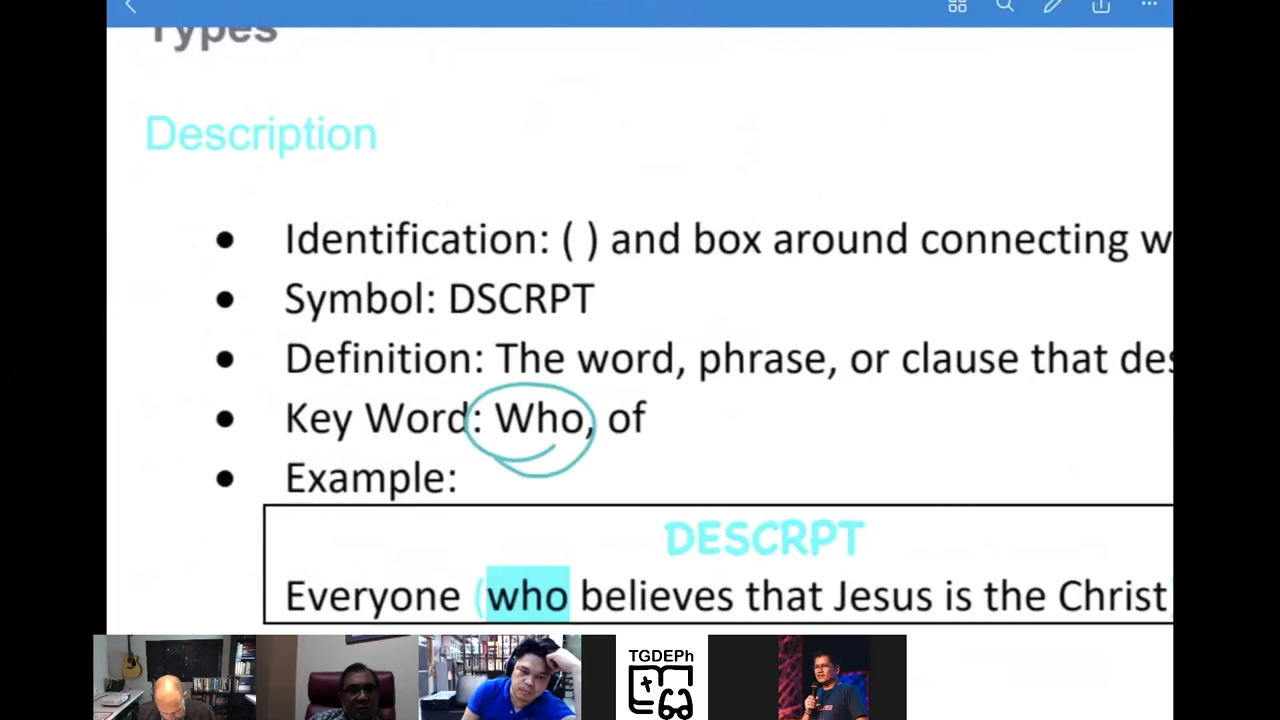 Types
Description
Identification: ( ) and box around connecting w
Symbol: DSCRPT
Definition: The word, phrase, or clause that des
Key Word: Who, of
Example:
DESCRPT
Everyone (who believes that Jesus is the Christ
TGDEPh